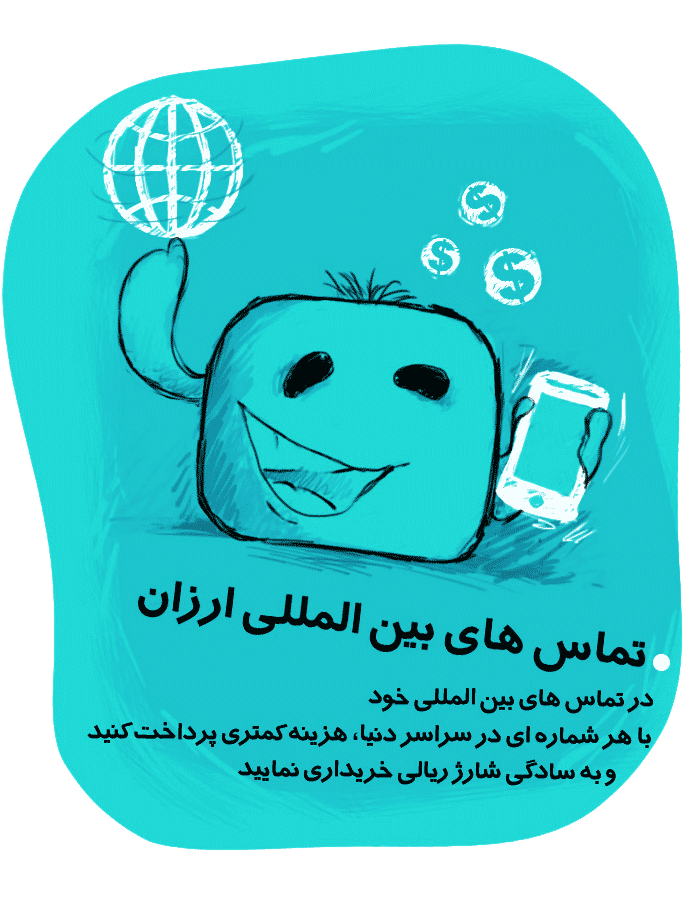 تماس های بین المللی ارزان
در تماس های بین المللی خود
با هر شماره ای در سراسر دنیا، هزینه کمتری پرداخت کنید
و به سادگی شارژ ریالی خریداری نمایید
$
$
$